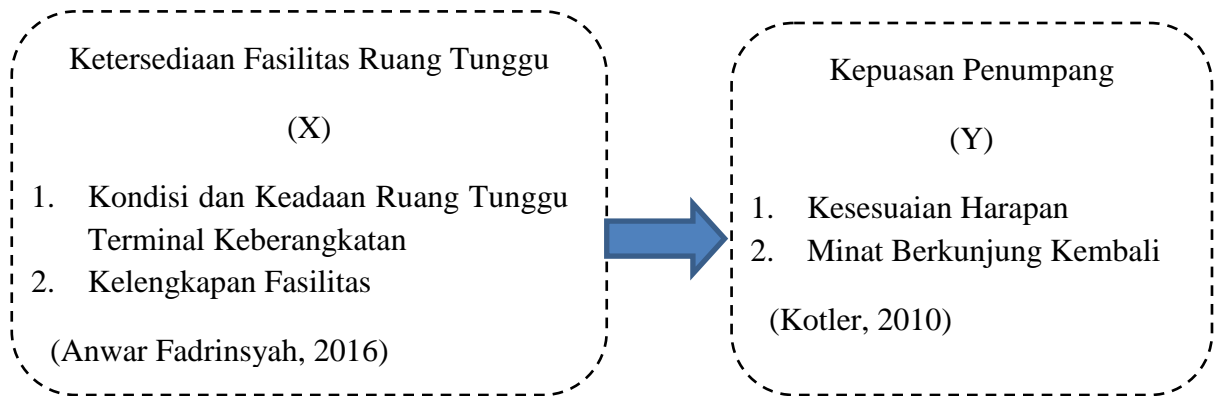 Ketersediaan Fasilitas Ruang Tunggu
(X)
1. Kondisi dan Keadaan Ruang Tunggu
Terminal Keberangkatan
2. Kelengkapan Fasilitas
(Anwar Fadrinsyah, 2016)
Kepuasan Penumpang
(Y)
1. Kesesuaian Harapan
2. Minat Berkunjung Kembali
(Kotler, 2010)